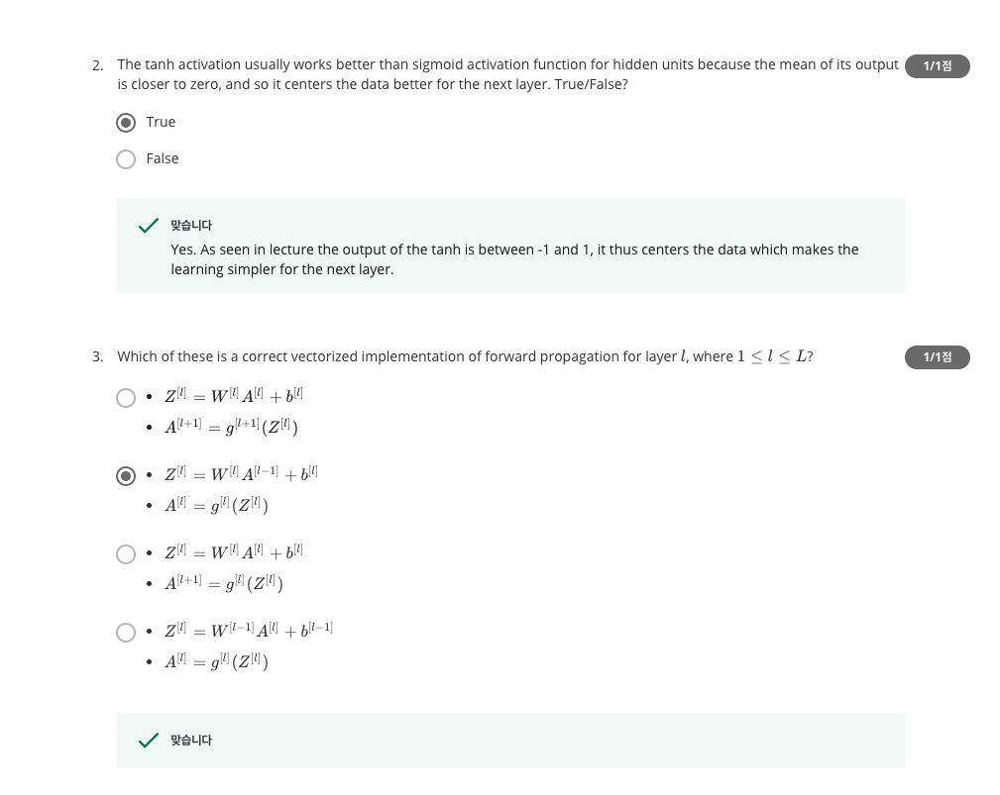 2. The tanh activation usually works better than sigmoid activation function for hidden units because the mean of its output 1/1점
is closer to zero, and so it centers the data better for the next layer. True/False?
True
False
맞습니다
Yes. As seen in lecture the output of the tanh is between -1 and 1, it thus centers the data which makes the
learning simpler for the next layer.
3. Which of these is a correct vectorized implementation of forward propagation for layer l, where 1 ≤ l ≤ L? 1/1점
• Z^[l] = W^[l] A^[l] + b^[l]
• A^[l+1] = g^[l+1](Z^[l])
• Z^[l] = W^[l] A^[l−1] + b^[l]
• A^[l] = g^[l](Z^[l])
• Z^[l] = W^[l] A^[l] + b^[l]
• A^[l+1] = g^[l](Z^[l])
• Z^[l] = W^[l−1] A^[l] + b^[l−1]
• A^[l] = g^[l](Z^[l])
맞습니다